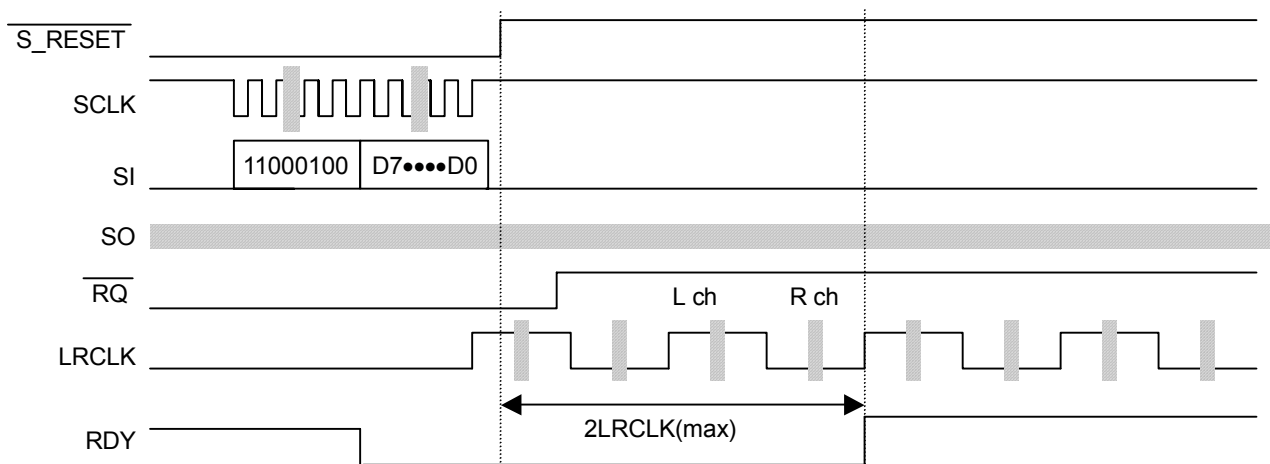 S_RESET
SCLK
SI 11000100 D7●●●●D0
SO
RQ
L ch R ch
LRCLK
2LRCLK(max)
RDY